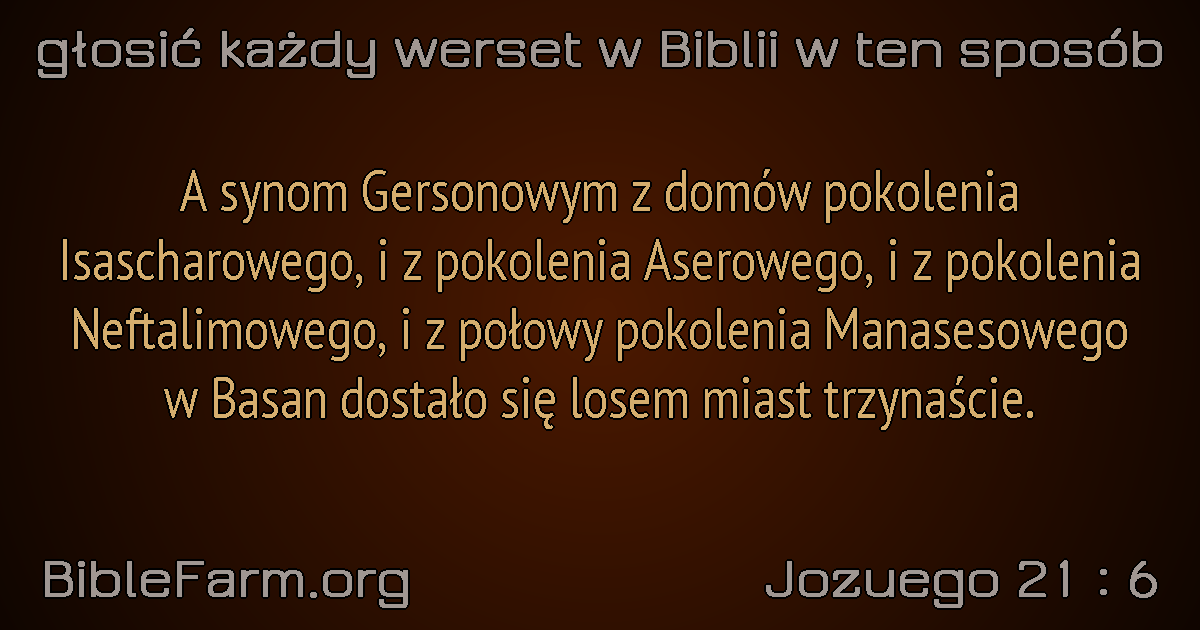 głosić każdy werset w Biblii w ten sposób
A synom Gersonowym z domów pokolenia
Isascharowego, i z pokolenia Aserowego, i z pokolenia
Neftalimowego, i z połowy pokolenia Manasesowego
w Basan dostało się losem miast trzynaście.
BibleFarm.org
Jozuego 21 : 6